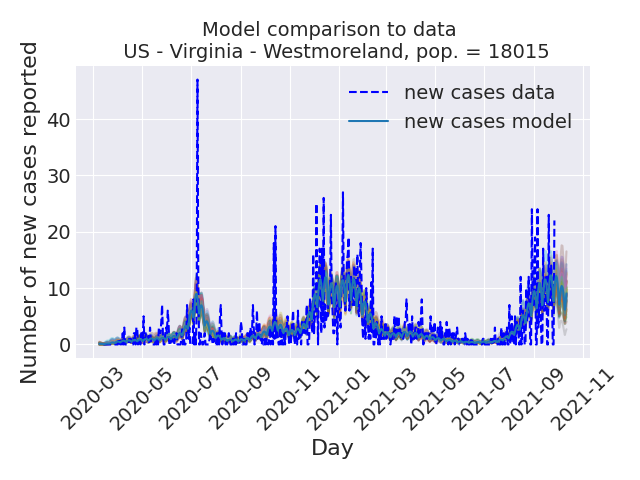 Model comparison to data
US - Virginia - Westmoreland, pop. = 18015
Number of new cases reported
40
30
20
10
0
new cases data
new cases model
2020-03
2020-05
2020-07
2020-09
2020-11
2021-01
2021-03
2021-05
2021-07
2021-09
2021-11
Day